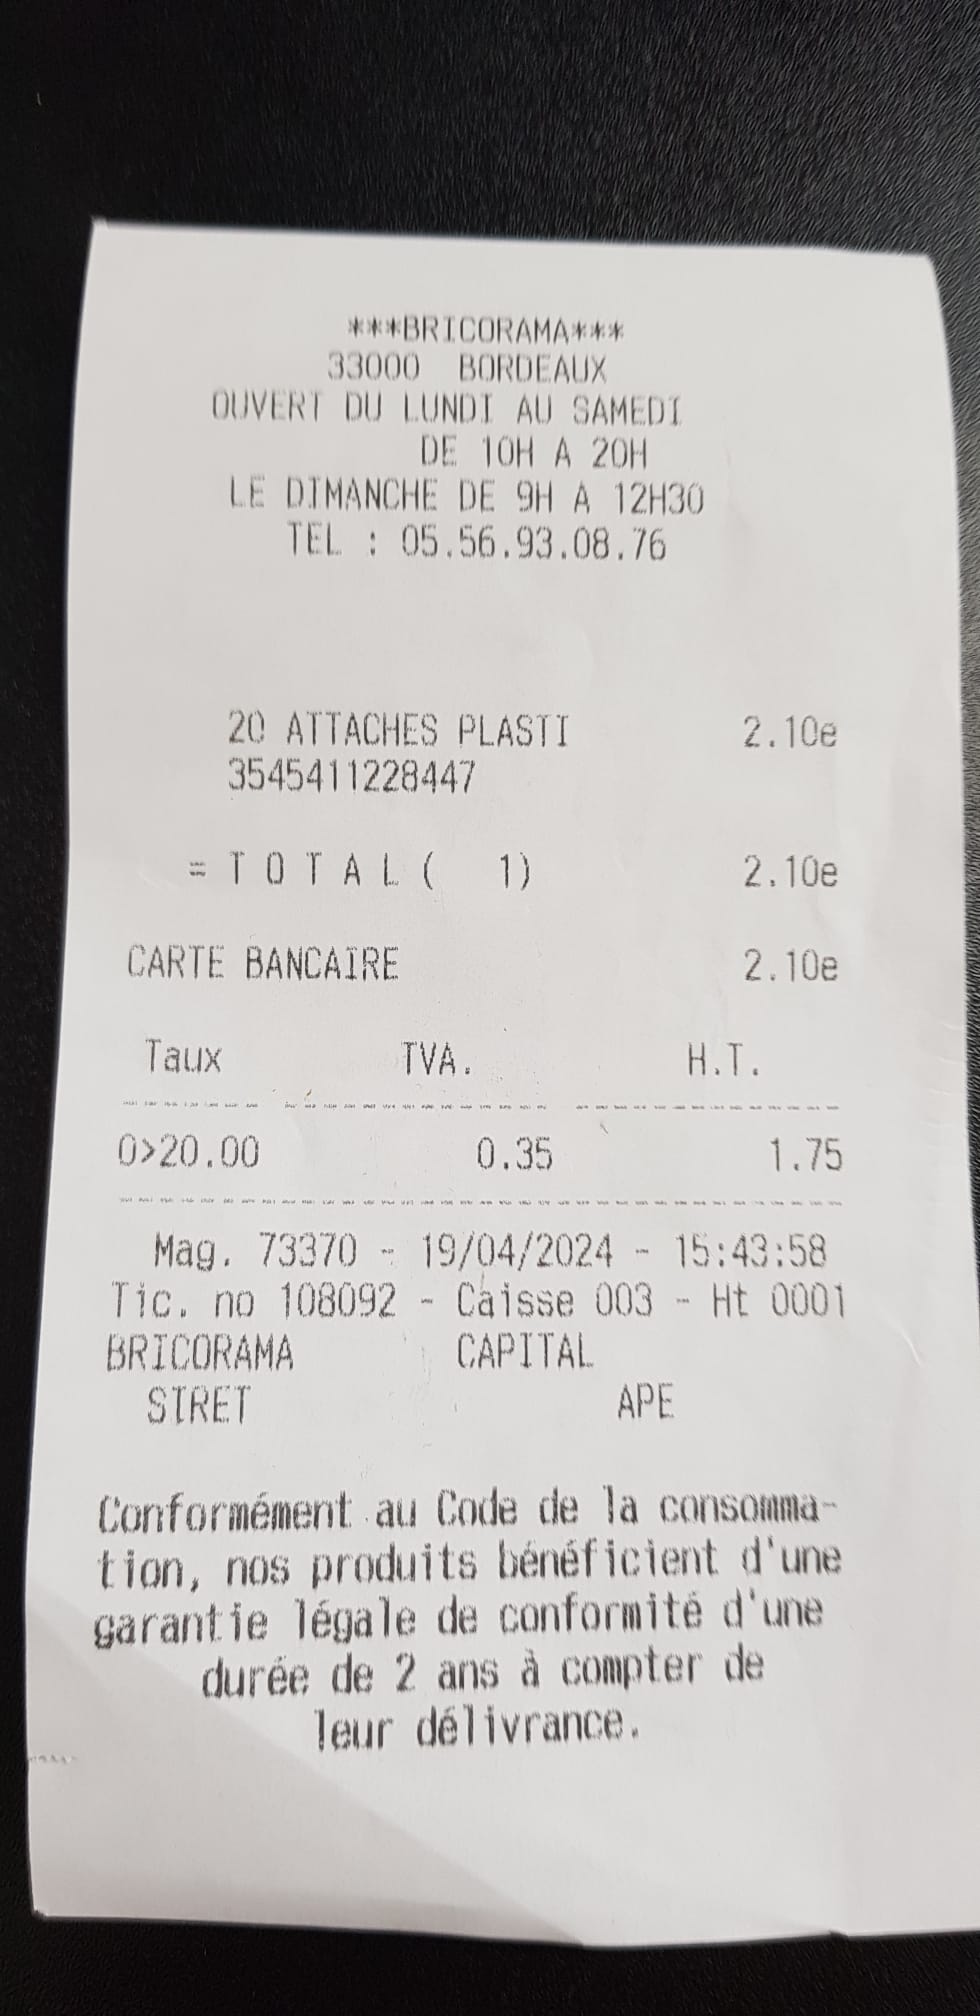 ***BRICORAMA***
33000 BORDEAUX
OUVERT DU LUNDI AU SAMEDI
DE 10H A 20H
LE DIMANCHE DE 9H A 12H30
TEL : 05.56.93.08.76
20 ATTACHES PLASTI 2.10e
3545411228447
= T O T A L ( 1) 2.10e
CARTE BANCAIRE 2.10e
Taux TVA. H.T.
0>20.00 0.35 1.75
Mag. 73370 - 19/04/2024 - 15:43:58
Tic. no 108092 - Caisse 003 - Ht 0001
BRICORAMA CAPITAL
SIRET APE
Conformément au Code de la consomma-
tion, nos produits bénéficient d'une
garantie légale de conformité d'une
durée de 2 ans à compter de
leur délivrance.